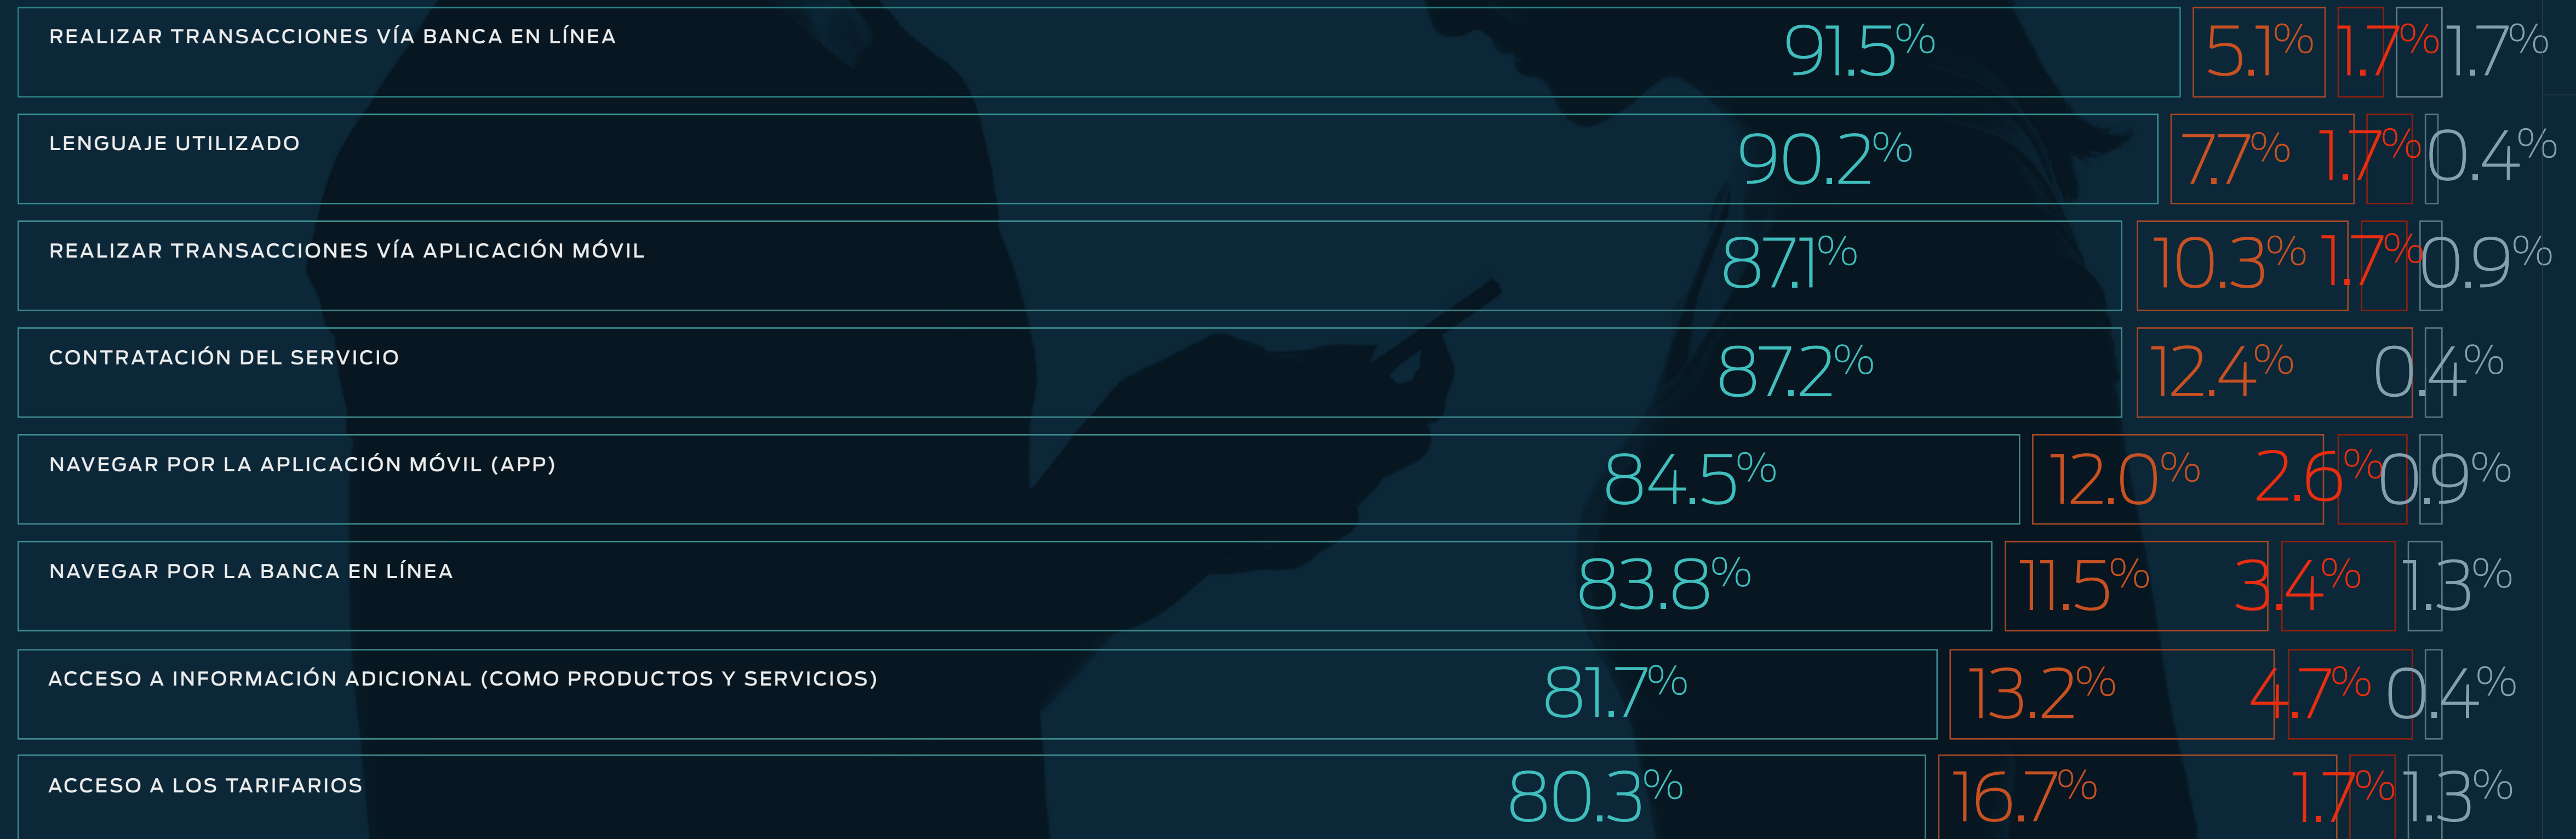 REALIZAR TRANSACCIONES VÍA BANCA EN LÍNEA 91.5% 5.1% 1.7% 1.7%
LENGUAJE UTILIZADO 90.2% 7.7% 1.7% 0.4%
REALIZAR TRANSACCIONES VÍA APLICACIÓN MÓVIL 87.1% 10.3% 1.7% 0.9%
CONTRATACIÓN DEL SERVICIO 87.2% 12.4% 0.4%
NAVEGAR POR LA APLICACIÓN MÓVIL (APP) 84.5% 12.0% 2.6% 0.9%
NAVEGAR POR LA BANCA EN LÍNEA 83.8% 11.5% 3.4% 1.3%
ACCESO A INFORMACIÓN ADICIONAL (COMO PRODUCTOS Y SERVICIOS) 81.7% 13.2% 4.7% 0.4%
ACCESO A LOS TARIFARIOS 80.3% 16.7% 1.7% 1.3%